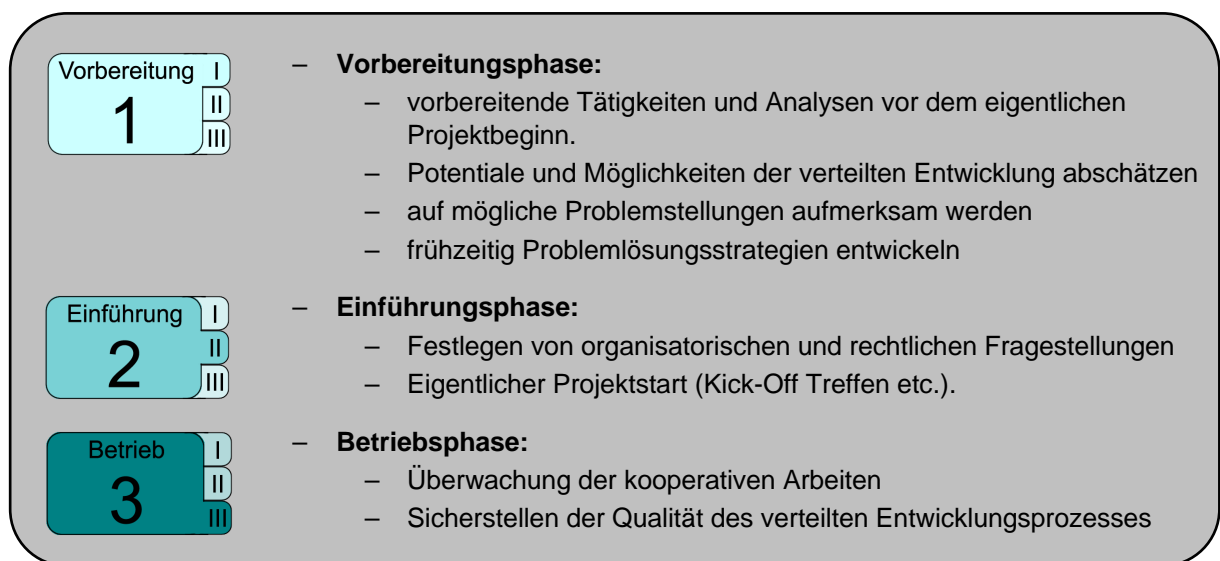 Vorbereitung I
1
II
III
– Vorbereitungsphase:
– vorbereitende Tätigkeiten und Analysen vor dem eigentlichen
Projektbeginn.
– Potentiale und Möglichkeiten der verteilten Entwicklung abschätzen
– auf mögliche Problemstellungen aufmerksam werden
– frühzeitig Problemlösungsstrategien entwickeln
Einführung I
2
II
III
– Einführungsphase:
– Festlegen von organisatorischen und rechtlichen Fragestellungen
– Eigentlicher Projektstart (Kick-Off Treffen etc.).
Betrieb I
3
II
III
– Betriebsphase:
– Überwachung der kooperativen Arbeiten
– Sicherstellen der Qualität des verteilten Entwicklungsprozesses